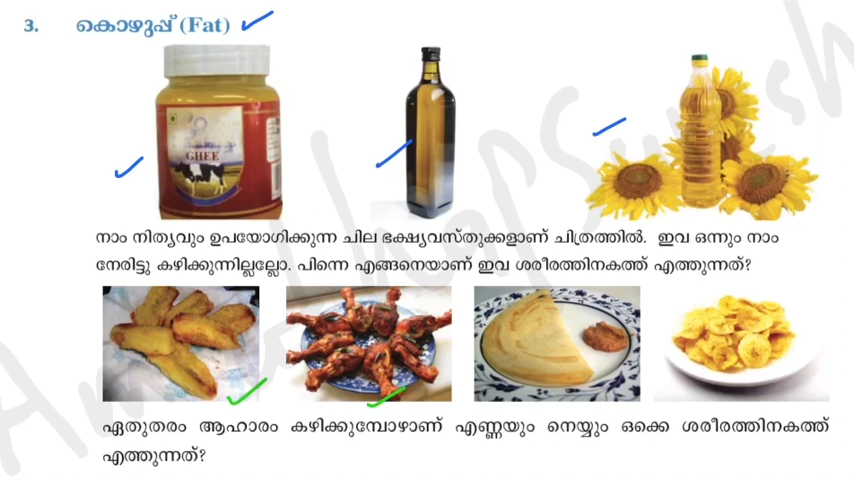 3. കൊഴുപ്പ് (Fat)
GHEE
നാം നിത്യവും ഉപയോഗിക്കുന്ന ചില ഭക്ഷ്യവസ്തുക്കളാണ് ചിത്രത്തിൽ. ഇവ ഒന്നും നാം
നേരിട്ടു കഴിക്കുന്നില്ലല്ലോ. പിന്നെ എങ്ങനെയാണ് ഇവ ശരീരത്തിനകത്ത് എത്തുന്നത്?
ഏതുതരം ആഹാരം കഴിക്കുമ്പോഴാണ് എണ്ണയും നെയ്യും ഒക്കെ ശരീരത്തിനകത്ത്
എത്തുന്നത്?